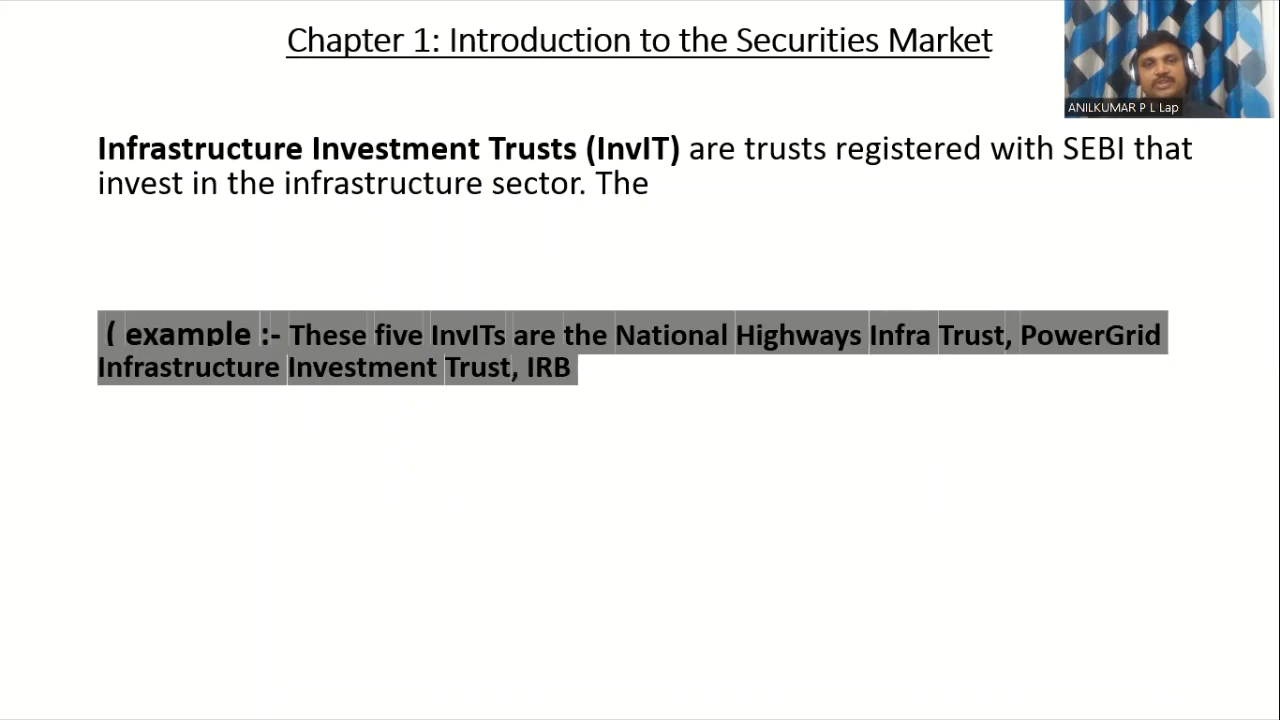 Chapter 1: Introduction to the Securities Market
ANILKUMAR P L Lap
Infrastructure Investment Trusts (InvIT) are trusts registered with SEBI that
invest in the infrastructure sector. The
( example :- These five InvITs are the National Highways Infra Trust, PowerGrid
Infrastructure Investment Trust, IRB